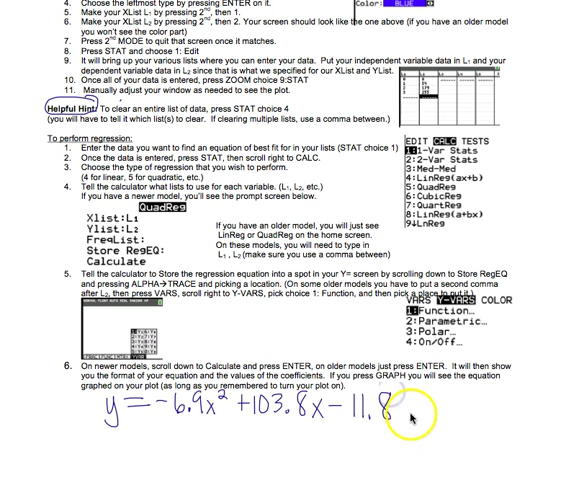 4. Choose the leftmost type by pressing ENTER on it.
Color: BLUE
5. Make your XList L₁ by pressing 2ⁿᵈ, then 1.
6. Make your XList L₂ by pressing 2ⁿᵈ, then 2. Your screen should look like the one above (if you have an older model
you won't see the color part)
7. Press 2ⁿᵈ MODE to quit that screen once it matches.
8. Press STAT and choose 1: Edit
9. It will bring up your various lists where you can enter data. Put your independent variable data in L₁ and your
dependent variable data in L₂ since that is what we specified for our XList and YList.
10. Once all of your data is entered, press ZOOM choice 9:STAT
11. Manually adjust your window as needed to see the plot.
Helpful Hint: To clear an entire list of data, press STAT choice 4
(you will have to tell it which list(s) to clear. If clearing multiple lists, use a comma between.)
To perform regression:
1. Enter the data you want to find an equation of best fit for in your lists (STAT choice 1)
2. Once the data is entered, press STAT, then scroll right to CALC.
3. Choose the type of regression that you wish to perform.
(4 for linear, 5 for quadratic, etc.)
4. Tell the calculator what lists to use for each variable. (L₁, L₂, etc.)
If you have a newer model, you'll see the prompt screen below.
EDIT CALC TESTS
1:1-Var Stats
2:2-Var Stats
3:Med-Med
4:LinReg(ax+b)
5:QuadReg
6:CubicReg
7:QuartReg
8:LinReg(a+bx)
9↓LnReg
QuadReg
Xlist:L₁
Ylist:L₂
FreqList:
Store RegEQ:
Calculate
If you have an older model, you will just see
LinReg or QuadReg on the home screen.
On these models, you will need to type in
L₁ , L₂ (make sure you use a comma between)
5. Tell the calculator to Store the regression equation into a spot in your Y= screen by scrolling down to Store RegEQ
and pressing ALPHA→TRACE and picking a location. (On some older models you have to put a second comma
after L₂, then press VARS, scroll right to Y-VARS, pick choice 1: Function, and then pick a place to put it.)
VARS Y-VARS COLOR
1:Function…
2:Parametric…
3:Polar…
4:On/Off…
6. On newer models, scroll down to Calculate and press ENTER, on older models just press ENTER. It will then show
you the format of your equation and the values of the coefficients. If you press GRAPH you will see the equation
graphed on your plot (as long as you remembered to turn your plot on).
y = -6.9x² + 103.8x - 11.8